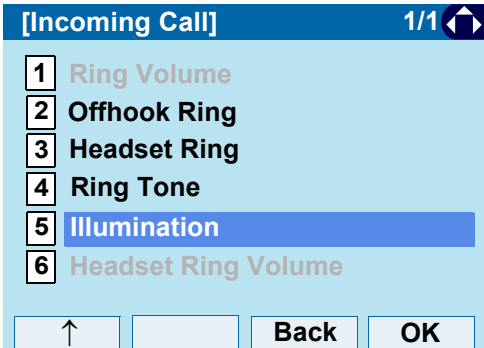 [Incoming Call] 1/1
1 Ring Volume
2 Offhook Ring
3 Headset Ring
4 Ring Tone
5 Illumination
6 Headset Ring Volume
↑ Back OK